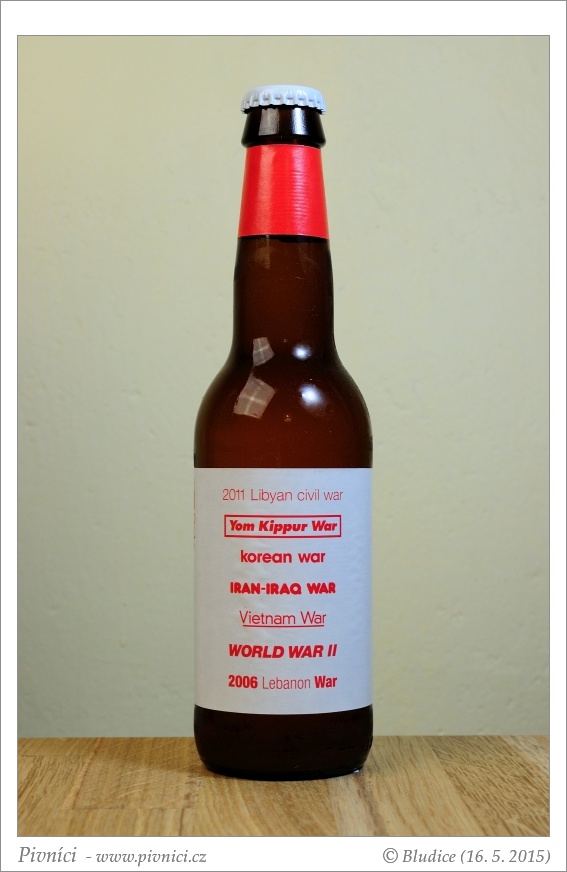 2011 Libyan civil war
Yom Kippur War
korean war
IRAN-IRAQ WAR
Vietnam War
WORLD WAR II
2006 Lebanon War
Pivníci - www.pivnici.cz
© Bludice (16. 5. 2015)